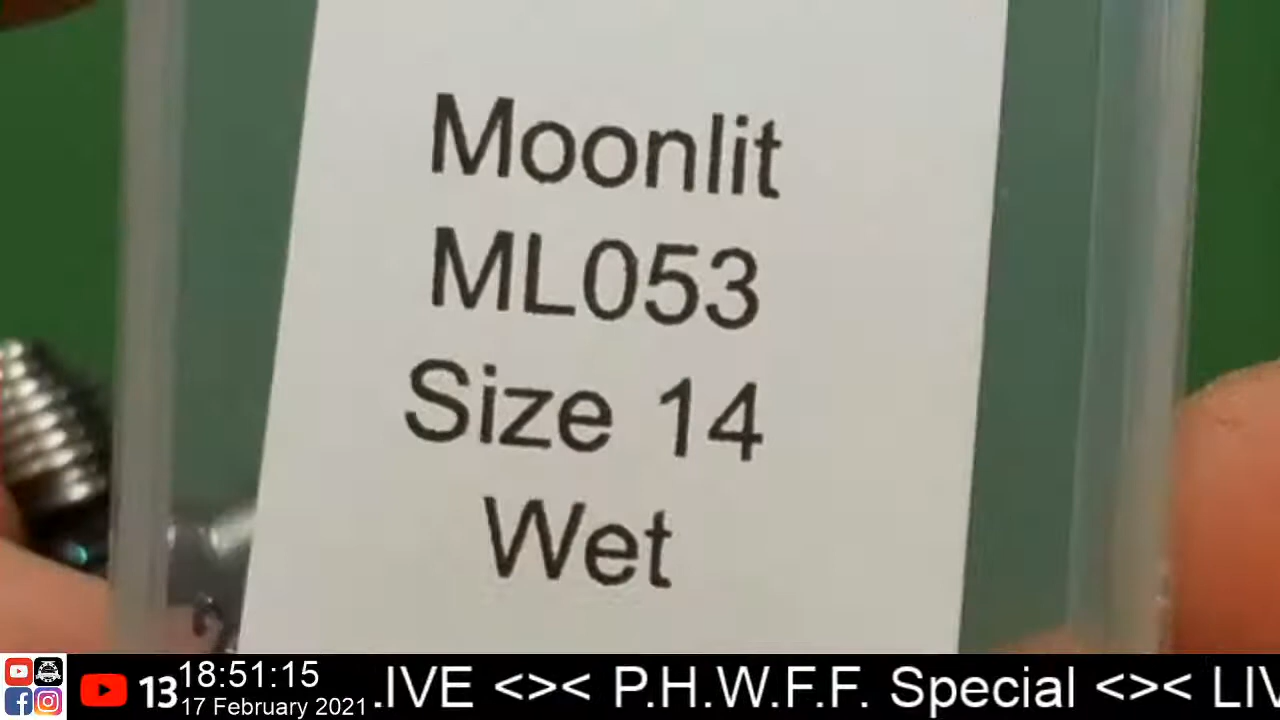 Moonlit
ML053
Size 14
Wet
13
18:51:15
17 February 2021
.IVE <>< P.H.W.F.F. Special <>< LIV